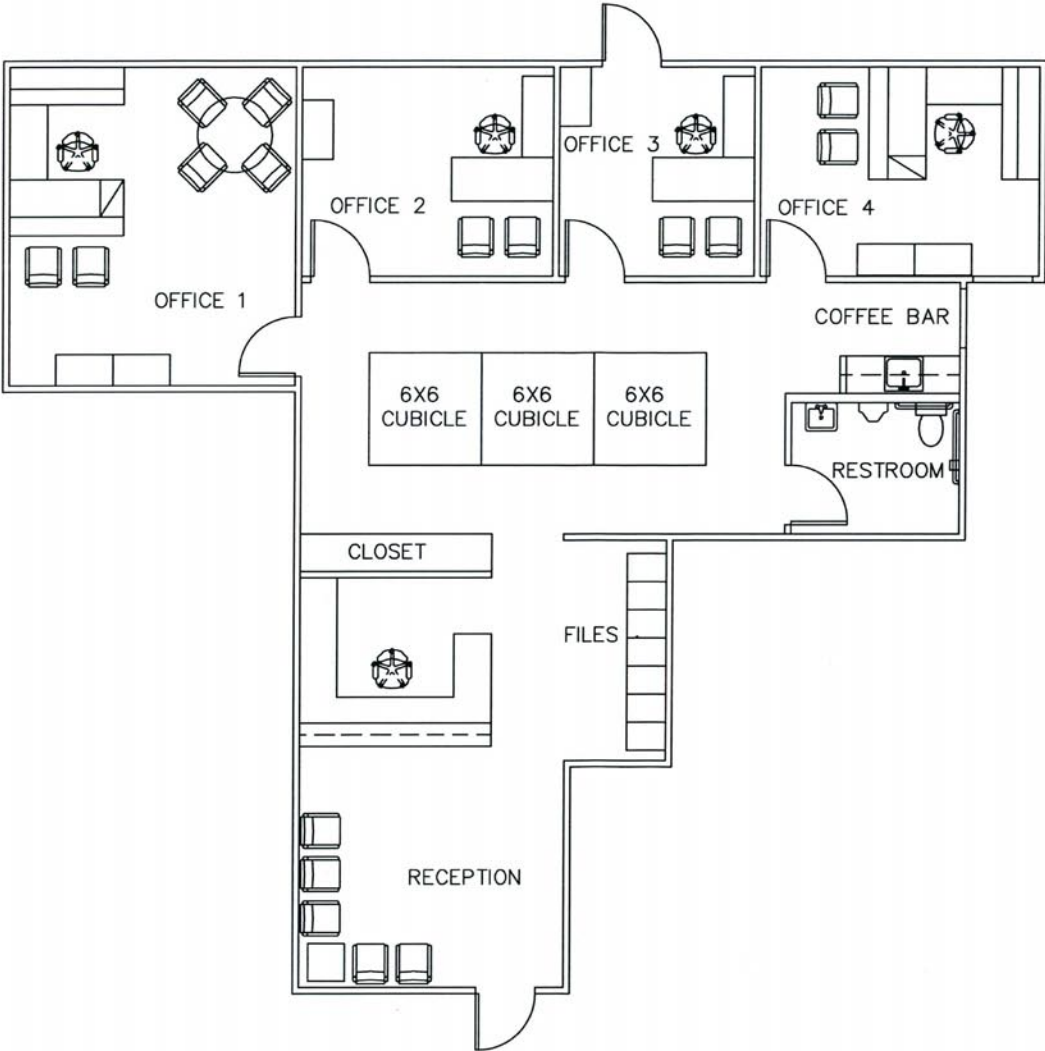 OFFICE 3
OFFICE 2
OFFICE 4
OFFICE 1
COFFEE BAR
6X6
CUBICLE
6X6
CUBICLE
6X6
CUBICLE
RESTROOM
CLOSET
FILES
RECEPTION